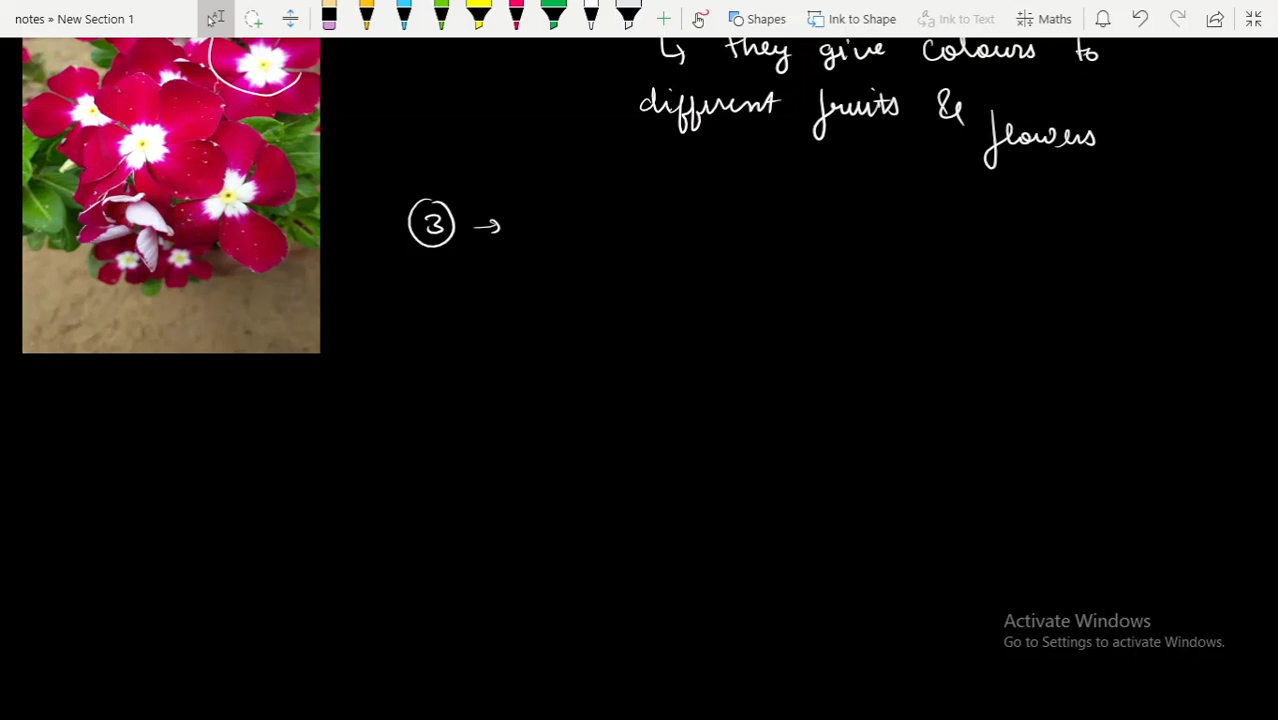 notes » New Section 1
Shapes
Ink to Shape
Ink to Text
Maths
↳ they give colours to
different fruits & flowers
③ →
Activate Windows
Go to Settings to activate Windows.